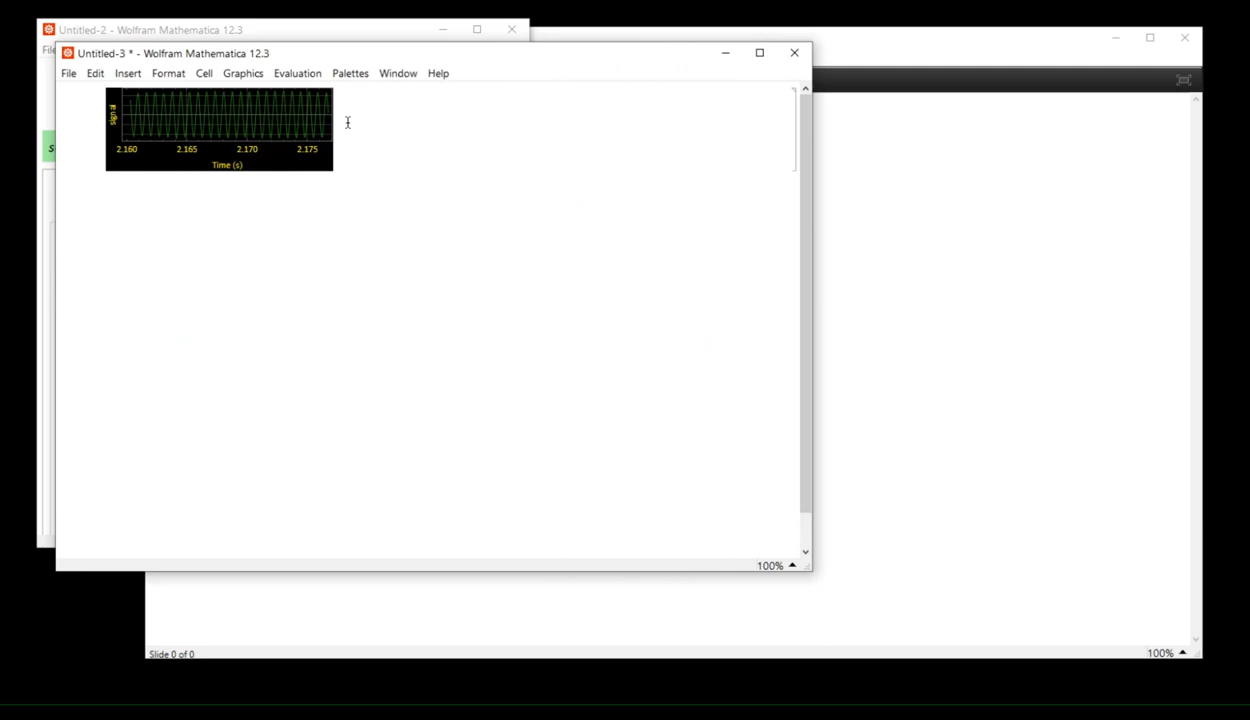 Untitled-2 - Wolfram Mathematica 12.3
Untitled-3 * - Wolfram Mathematica 12.3
File Edit Insert Format Cell Graphics Evaluation Palettes Window Help
signal
2.160 2.165 2.170 2.175
Time (s)
100%
Slide 0 of 0
100%